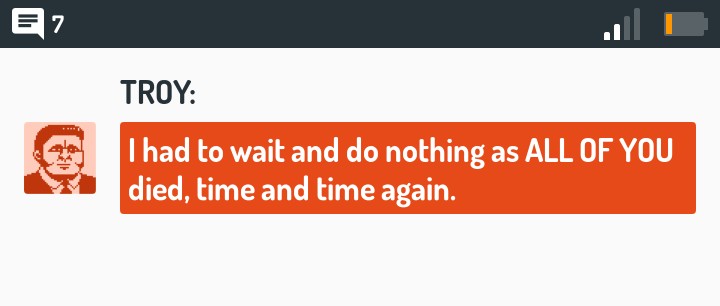 7
TROY:
I had to wait and do nothing as ALL OF YOU
died, time and time again.